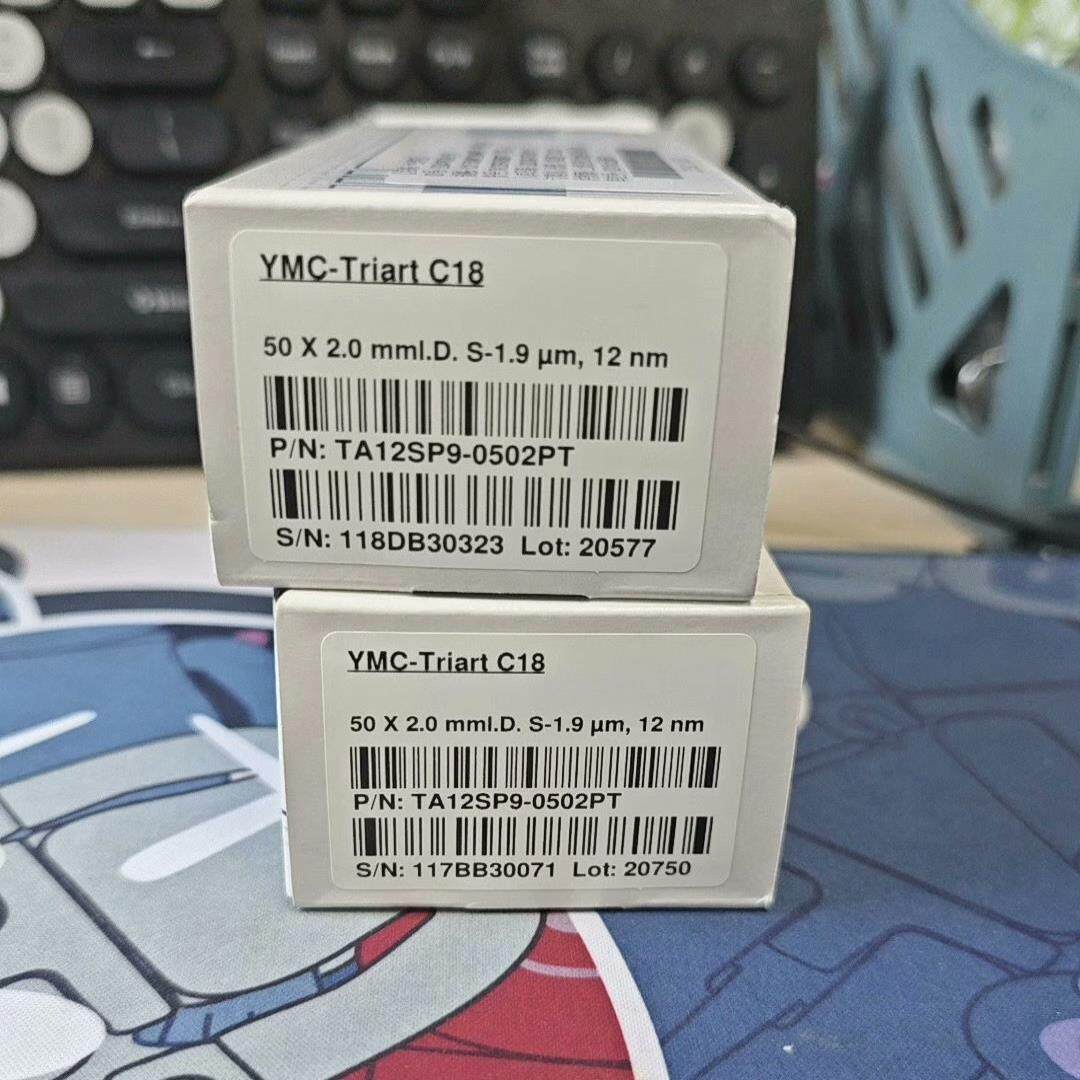 YMC-Triart C18
50 X 2.0 mmI.D. S-1.9 µm, 12 nm
P/N: TA12SP9-0502PT
S/N: 118DB30323 Lot: 20577
YMC-Triart C18
50 X 2.0 mmI.D. S-1.9 µm, 12 nm
P/N: TA12SP9-0502PT
S/N: 117BB30071 Lot: 20750